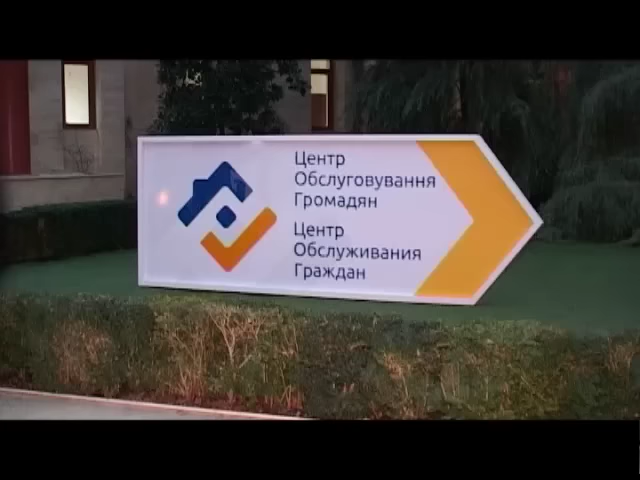 Центр
Обслуговування
Громадян
Центр
Обслуживания
Граждан